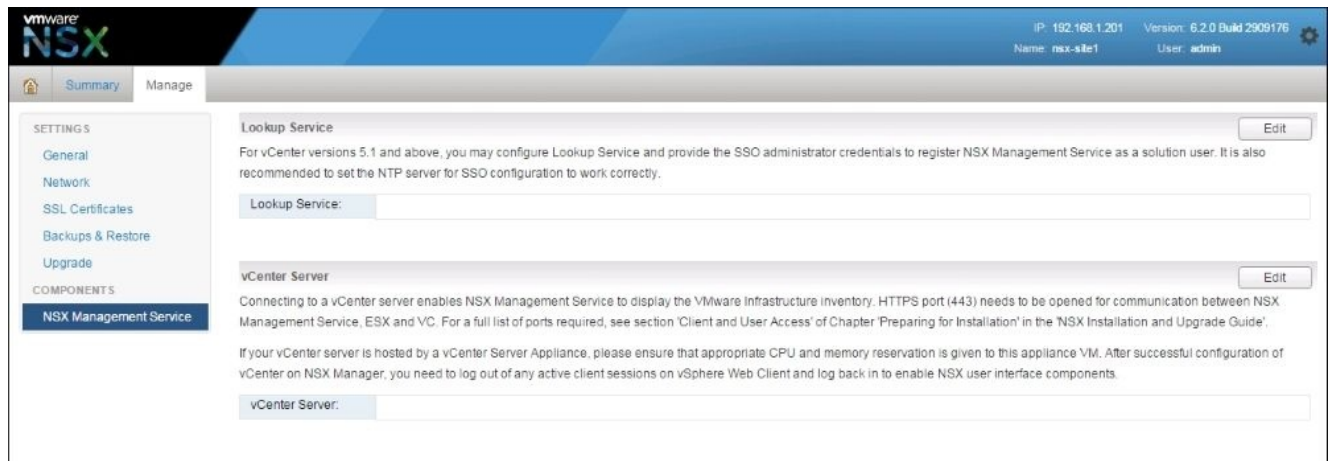 vmware
NSX
IP: 192.168.1.201 Version: 6.2.0 Build 2909176
Name: nsx-site1 User: admin
Summary Manage
SETTINGS
General
Network
SSL Certificates
Backups & Restore
Upgrade
COMPONENTS
NSX Management Service
Lookup Service Edit
For vCenter versions 5.1 and above, you may configure Lookup Service and provide the SSO administrator credentials to register NSX Management Service as a solution user. It is also
recommended to set the NTP server for SSO configuration to work correctly.
Lookup Service:
vCenter Server Edit
Connecting to a vCenter server enables NSX Management Service to display the VMware Infrastructure inventory. HTTPS port (443) needs to be opened for communication between NSX
Management Service, ESX and VC. For a full list of ports required, see section 'Client and User Access' of Chapter 'Preparing for Installation' in the 'NSX Installation and Upgrade Guide'.
If your vCenter server is hosted by a vCenter Server Appliance, please ensure that appropriate CPU and memory reservation is given to this appliance VM. After successful configuration of
vCenter on NSX Manager, you need to log out of any active client sessions on vSphere Web Client and log back in to enable NSX user interface components.
vCenter Server: